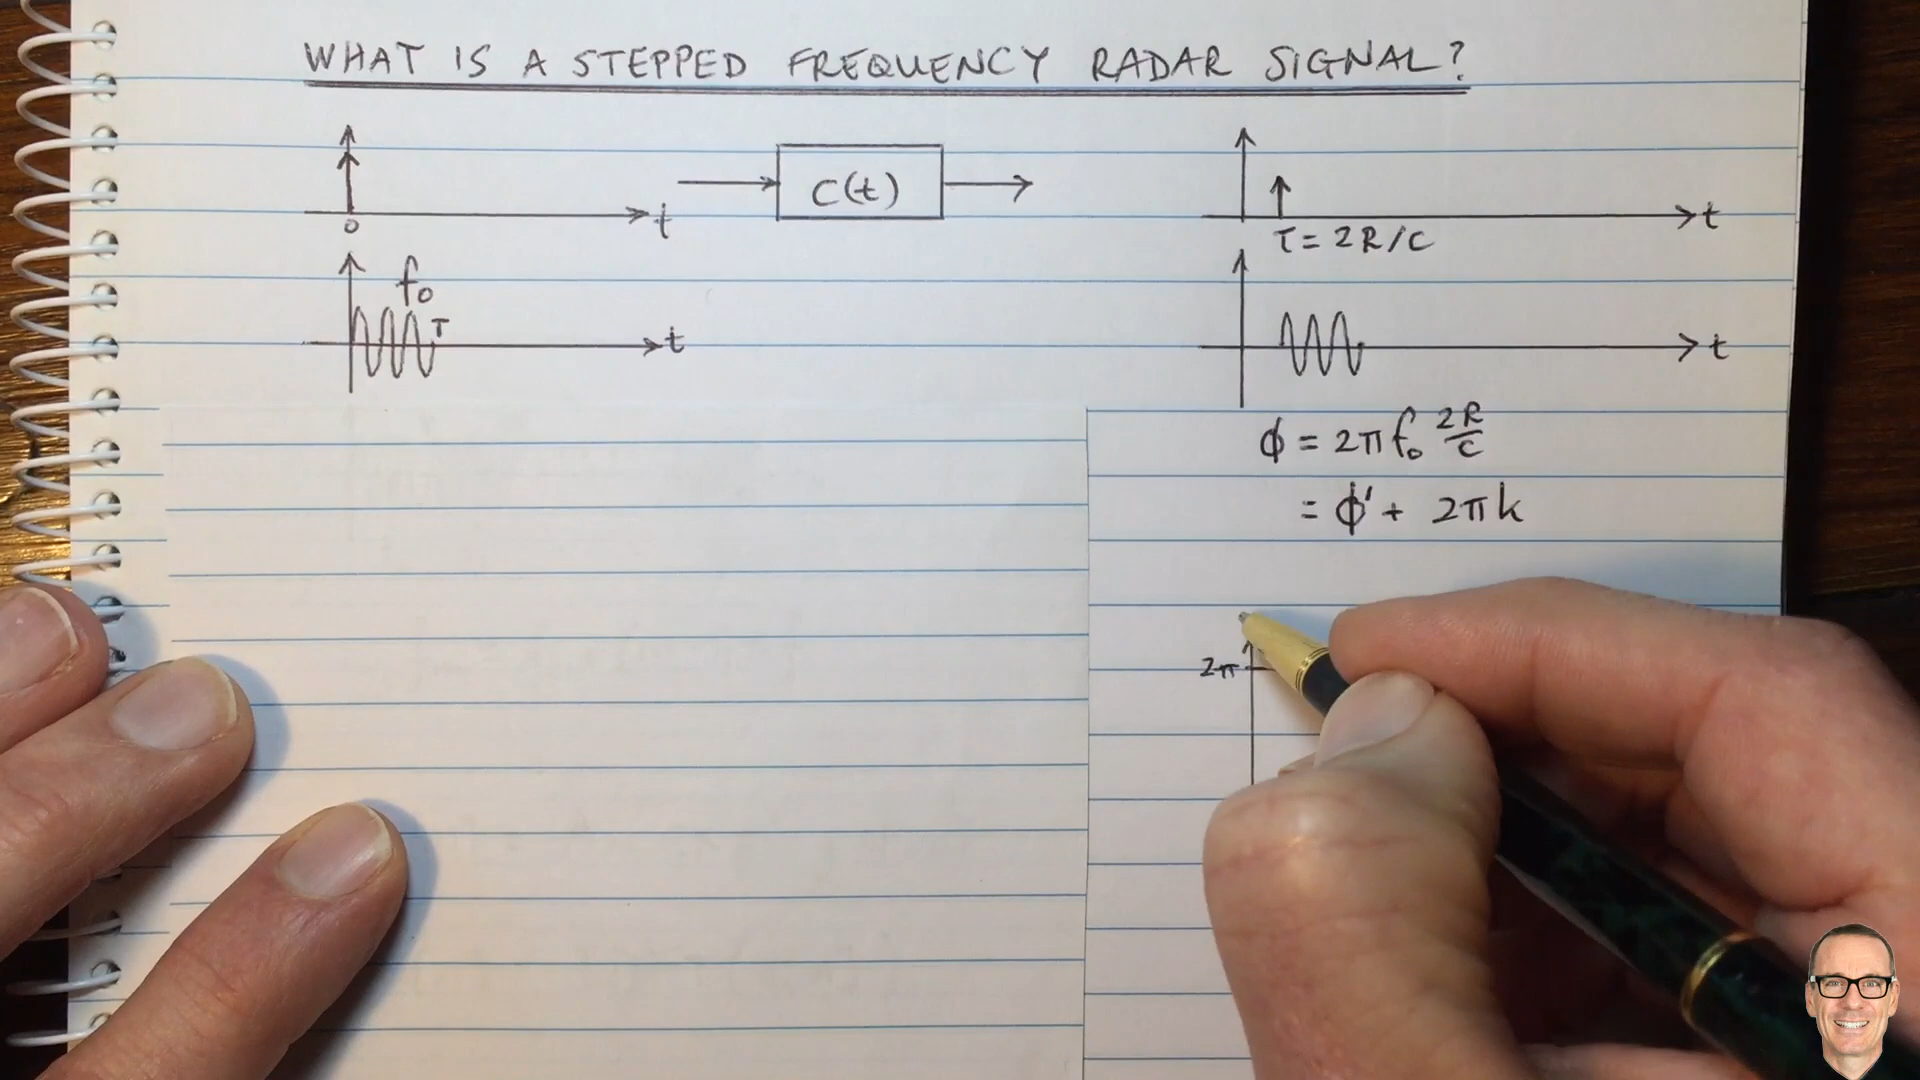 WHAT IS A STEPPED FREQUENCY RADAR SIGNAL?
0
t
C(t)
τ = 2R/C
t
f₀
T
t
t
ϕ = 2π f₀ 2R/C
= ϕ' + 2πk
2π